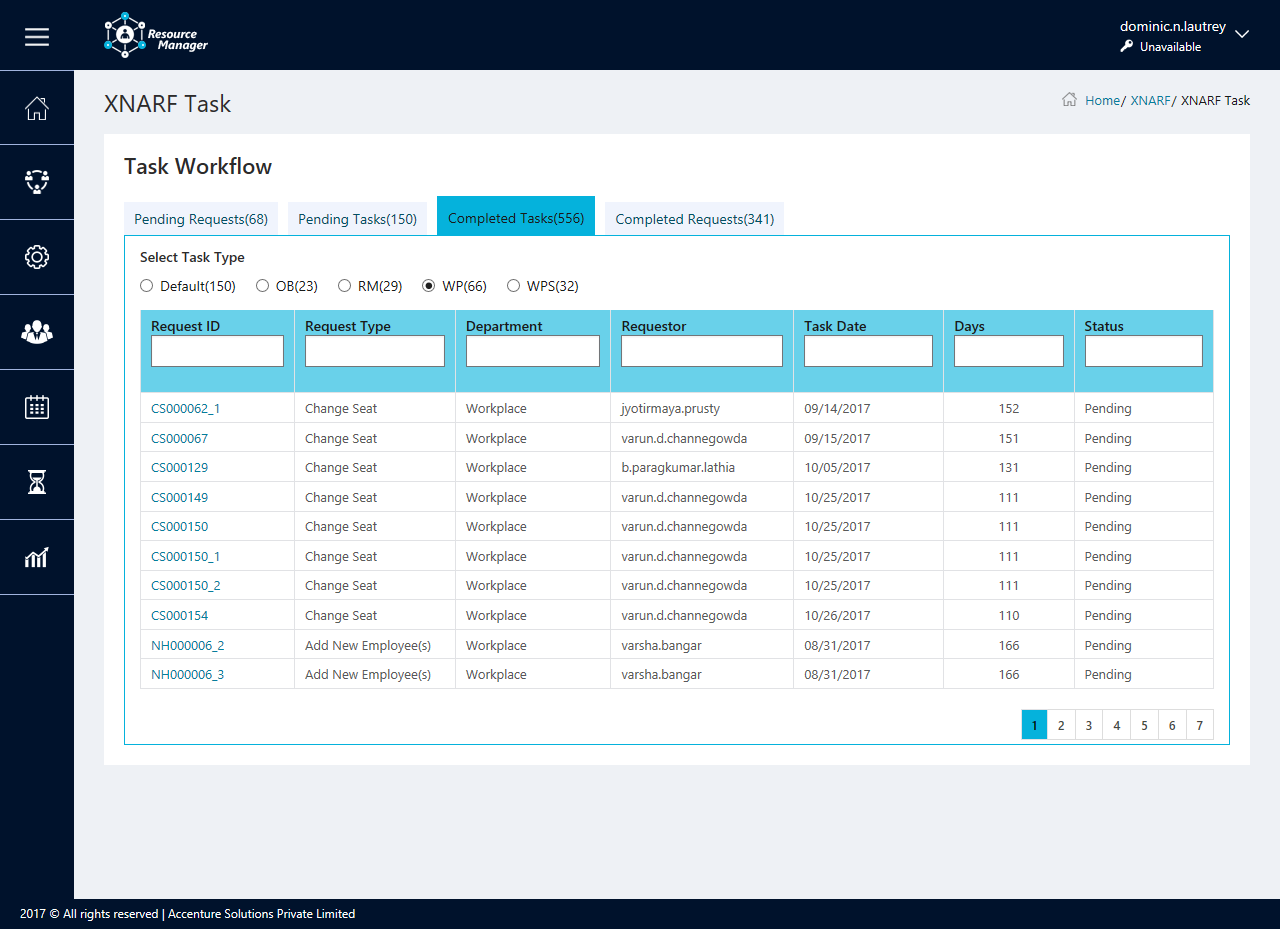 Resource Manager
dominic.n.lautrey
Unavailable
XNARF Task
Home/ XNARF/ XNARF Task
Task Workflow
Pending Requests(68) Pending Tasks(150) Completed Tasks(556) Completed Requests(341)
Select Task Type
Default(150) OB(23) RM(29) WP(66) WPS(32)
Request ID Request Type Department Requestor Task Date Days Status
CS000062_1 Change Seat Workplace jyotirmaya.prusty 09/14/2017 152 Pending
CS000067 Change Seat Workplace varun.d.channegowda 09/15/2017 151 Pending
CS000129 Change Seat Workplace b.paragkumar.lathia 10/05/2017 131 Pending
CS000149 Change Seat Workplace varun.d.channegowda 10/25/2017 111 Pending
CS000150 Change Seat Workplace varun.d.channegowda 10/25/2017 111 Pending
CS000150_1 Change Seat Workplace varun.d.channegowda 10/25/2017 111 Pending
CS000150_2 Change Seat Workplace varun.d.channegowda 10/25/2017 111 Pending
CS000154 Change Seat Workplace varun.d.channegowda 10/26/2017 110 Pending
NH000006_2 Add New Employee(s) Workplace varsha.bangar 08/31/2017 166 Pending
NH000006_3 Add New Employee(s) Workplace varsha.bangar 08/31/2017 166 Pending
1 2 3 4 5 6 7
2017 © All rights reserved | Accenture Solutions Private Limited